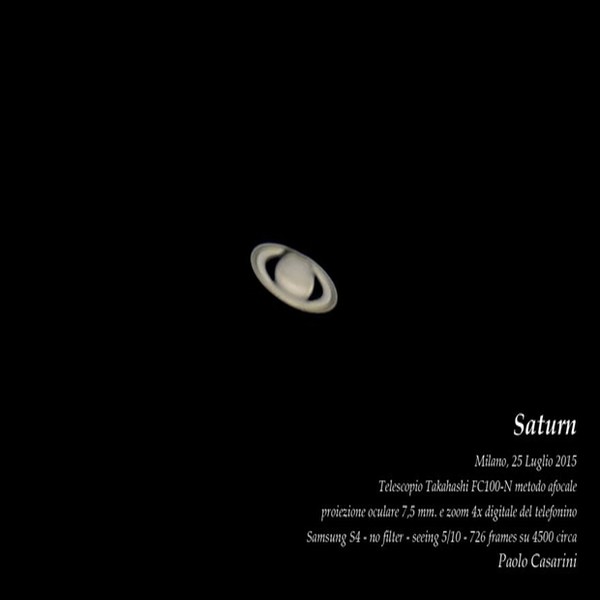 Saturn
Milano, 25 Luglio 2015
Telescopio Takahashi FC100-N metodo afocale
proiezione oculare 7,5 mm. e zoom 4x digitale del telefonino
Samsung S4 - no filter - seeing 5/10 - 726 frames su 4500 circa
Paolo Casarini